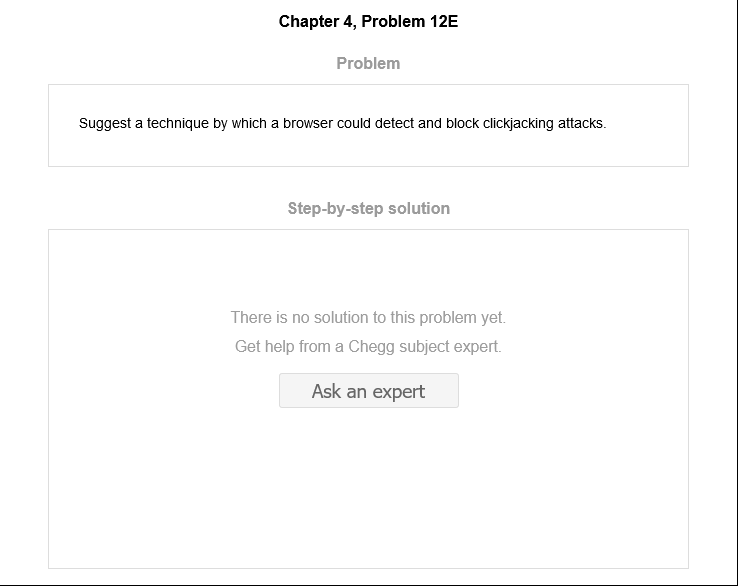 Chapter 4, Problem 12E
Problem
Suggest a technique by which a browser could detect and block clickjacking attacks.
Step-by-step solution
There is no solution to this problem yet.
Get help from a Chegg subject expert.
Ask an expert